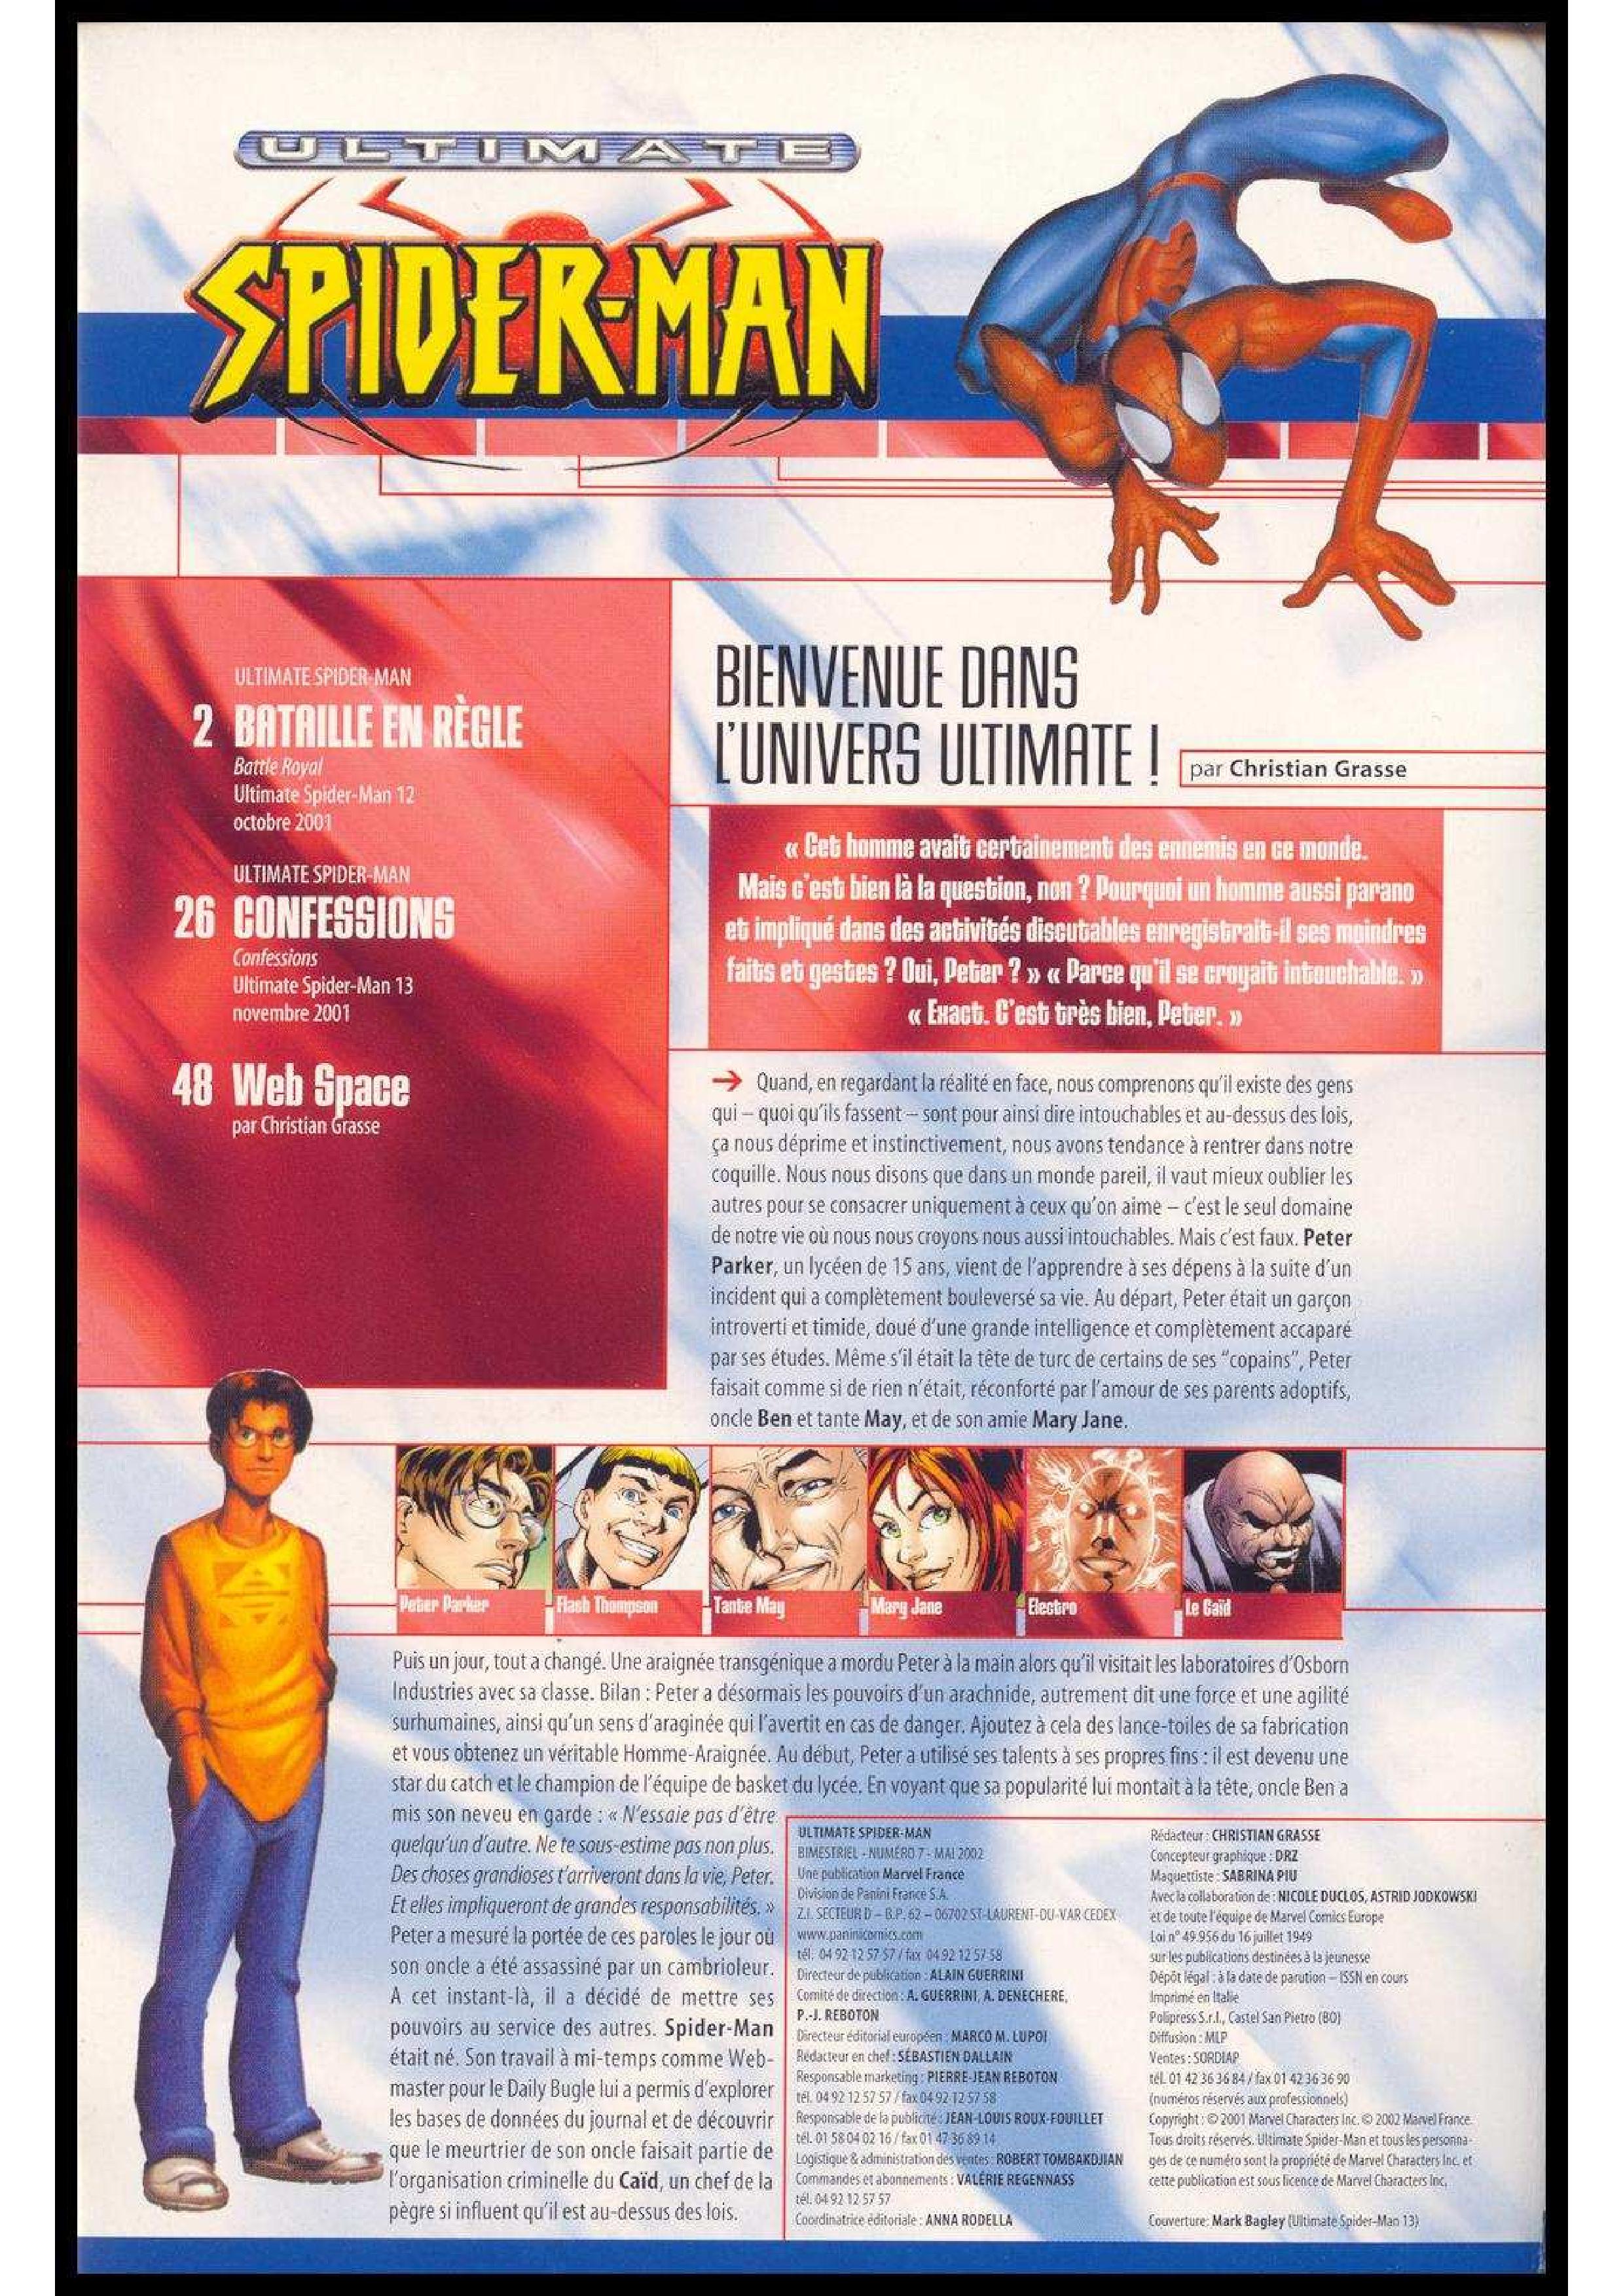 ULTIMATE
SPIDER-MAN
ULTIMATE SPIDER-MAN
2 BATAILLE EN RÈGLE
Battle Royal
Ultimate Spider-Man 12
octobre 2001
ULTIMATE SPIDER-MAN
26 CONFESSIONS
Confessions
Ultimate Spider-Man 13
novembre 2001
48 Web Space
par Christian Grasse
BIENVENUE DANS
L'UNIVERS ULTIMATE !
par Christian Grasse
« Cet homme avait certainement des ennemis en ce monde.
Mais c'est bien là la question, non ? Pourquoi un homme aussi parano
et impliqué dans des activités discutables enregistrait-il ses moindres
faits et gestes ? Oui, Peter ? » « Parce qu'il se croyait intouchable. »
« Exact. C'est très bien, Peter. »
→ Quand, en regardant la réalité en face, nous comprenons qu'il existe des gens
qui – quoi qu'ils fassent – sont pour ainsi dire intouchables et au-dessus des lois,
ça nous déprime et instinctivement, nous avons tendance à rentrer dans notre
coquille. Nous nous disons que dans un monde pareil, il vaut mieux oublier les
autres pour se consacrer uniquement à ceux qu'on aime – c'est le seul domaine
de notre vie où nous nous croyons nous aussi intouchables. Mais c'est faux. Peter
Parker, un lycéen de 15 ans, vient de l'apprendre à ses dépens à la suite d'un
incident qui a complètement bouleversé sa vie. Au départ, Peter était un garçon
introverti et timide, doué d'une grande intelligence et complètement accaparé
par ses études. Même s'il était la tête de turc de certains de ses "copains", Peter
faisait comme si de rien n'était, réconforté par l'amour de ses parents adoptifs,
oncle Ben et tante May, et de son amie Mary Jane.
Peter Parker
Flash Thompson
Tante May
Mary Jane
Electro
Le Caïd
Puis un jour, tout a changé. Une araignée transgénique a mordu Peter à la main alors qu'il visitait les laboratoires d'Osborn
Industries avec sa classe. Bilan : Peter a désormais les pouvoirs d'un arachnide, autrement dit une force et une agilité
surhumaines, ainsi qu'un sens d'araginée qui l'avertit en cas de danger. Ajoutez à cela des lance-toiles de sa fabrication
et vous obtenez un véritable Homme-Araignée. Au début, Peter a utilisé ses talents à ses propres fins : il est devenu une
star du catch et le champion de l'équipe de basket du lycée. En voyant que sa popularité lui montait à la tête, oncle Ben a
mis son neveu en garde : « N'essaie pas d'être
quelqu'un d'autre. Ne te sous-estime pas non plus.
Des choses grandioses t'arriveront dans la vie, Peter.
Et elles impliqueront de grandes responsabilités. »
Peter a mesuré la portée de ces paroles le jour où
son oncle a été assassiné par un cambrioleur.
A cet instant-là, il a décidé de mettre ses
pouvoirs au service des autres. Spider-Man
était né. Son travail à mi-temps comme Web-
master pour le Daily Bugle lui a permis d'explorer
les bases de données du journal et de découvrir
que le meurtrier de son oncle faisait partie de
l'organisation criminelle du Caïd, un chef de la
pègre si influent qu'il est au-dessus des lois.
ULTIMATE SPIDER-MAN
BIMESTRIEL - NUMÉRO 7 - MAI 2002
Une publication Marvel France
Division de Panini France S.A.
Z.I. SECTEUR D – B.P. 62 – 06702 ST-LAURENT-DU-VAR CEDEX
www.paninicomics.com
tél. 04 92 12 57 57 / fax 04 92 12 57 58
Directeur de publication : ALAIN GUERRINI
Comité de direction : A. GUERRINI, A. DENECHERE,
P.-J. REBOTON
Directeur éditorial européen : MARCO M. LUPOI
Rédacteur en chef : SÉBASTIEN DALLAIN
Responsable marketing : PIERRE-JEAN REBOTON
tél. 04 92 12 57 57 / fax 04 92 12 57 58
Responsable de la publicité : JEAN-LOUIS ROUX-FOUILLET
tél. 01 58 04 02 16 / fax 01 47 36 89 14
Logistique & administration des ventes : ROBERT TOMBAKDJIAN
Commandes et abonnements : VALÉRIE REGENNASS
tél. 04 92 12 57 57
Coordinatrice éditoriale : ANNA RODELLA
Rédacteur : CHRISTIAN GRASSE
Concepteur graphique : DRZ
Maquettiste : SABRINA PIU
Avec la collaboration de : NICOLE DUCLOS, ASTRID JODKOWSKI
et de toute l'équipe de Marvel Comics Europe
Loi n° 49.956 du 16 juillet 1949
sur les publications destinées à la jeunesse
Dépôt légal : à la date de parution – ISSN en cours
Imprimé en Italie
Polipress S.r.l., Castel San Pietro (BO)
Diffusion : MLP
Ventes : SORDIAP
tél. 01 42 36 36 84 / fax 01 42 36 36 90
(numéros réservés aux professionnels)
Copyright : © 2001 Marvel Characters Inc. © 2002 Marvel France.
Tous droits réservés. Ultimate Spider-Man et tous les personna-
ges de ce numéro sont la propriété de Marvel Characters Inc. et
cette publication est sous licence de Marvel Characters Inc.
Couverture: Mark Bagley (Ultimate Spider-Man 13)